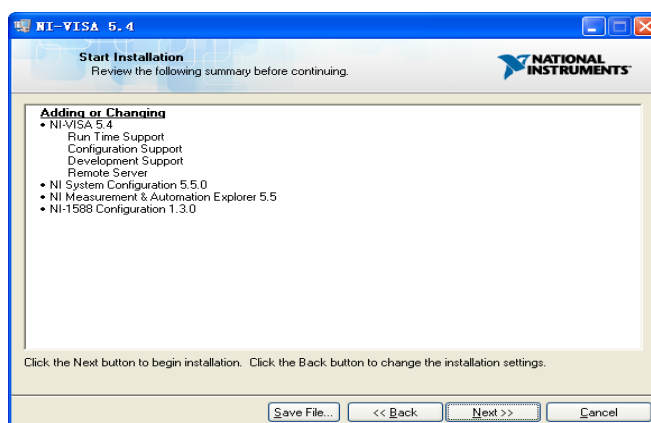 NI-VISA 5.4
Start Installation
Review the following summary before continuing.
NATIONAL
INSTRUMENTS™
Adding or Changing
• NI-VISA 5.4
Run Time Support
Configuration Support
Development Support
Remote Server
• NI System Configuration 5.5.0
• NI Measurement & Automation Explorer 5.5
• NI-1588 Configuration 1.3.0
Click the Next button to begin installation. Click the Back button to change the installation settings.
Save File... << Back Next >> Cancel